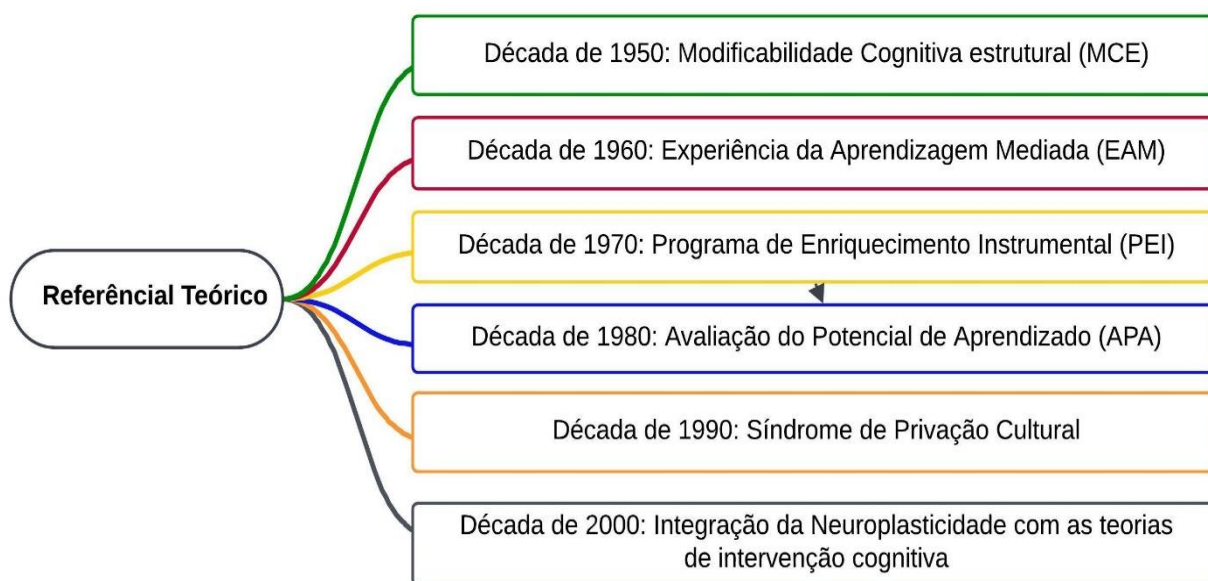 Década de 1950: Modificabilidade Cognitiva estrutural (MCE)
Década de 1960: Experiência da Aprendizagem Mediada (EAM)
Década de 1970: Programa de Enriquecimento Instrumental (PEI)
Referêncial Teórico
Década de 1980: Avaliação do Potencial de Aprendizado (APA)
Década de 1990: Síndrome de Privação Cultural
Década de 2000: Integração da Neuroplasticidade com as teorias
de intervenção cognitiva